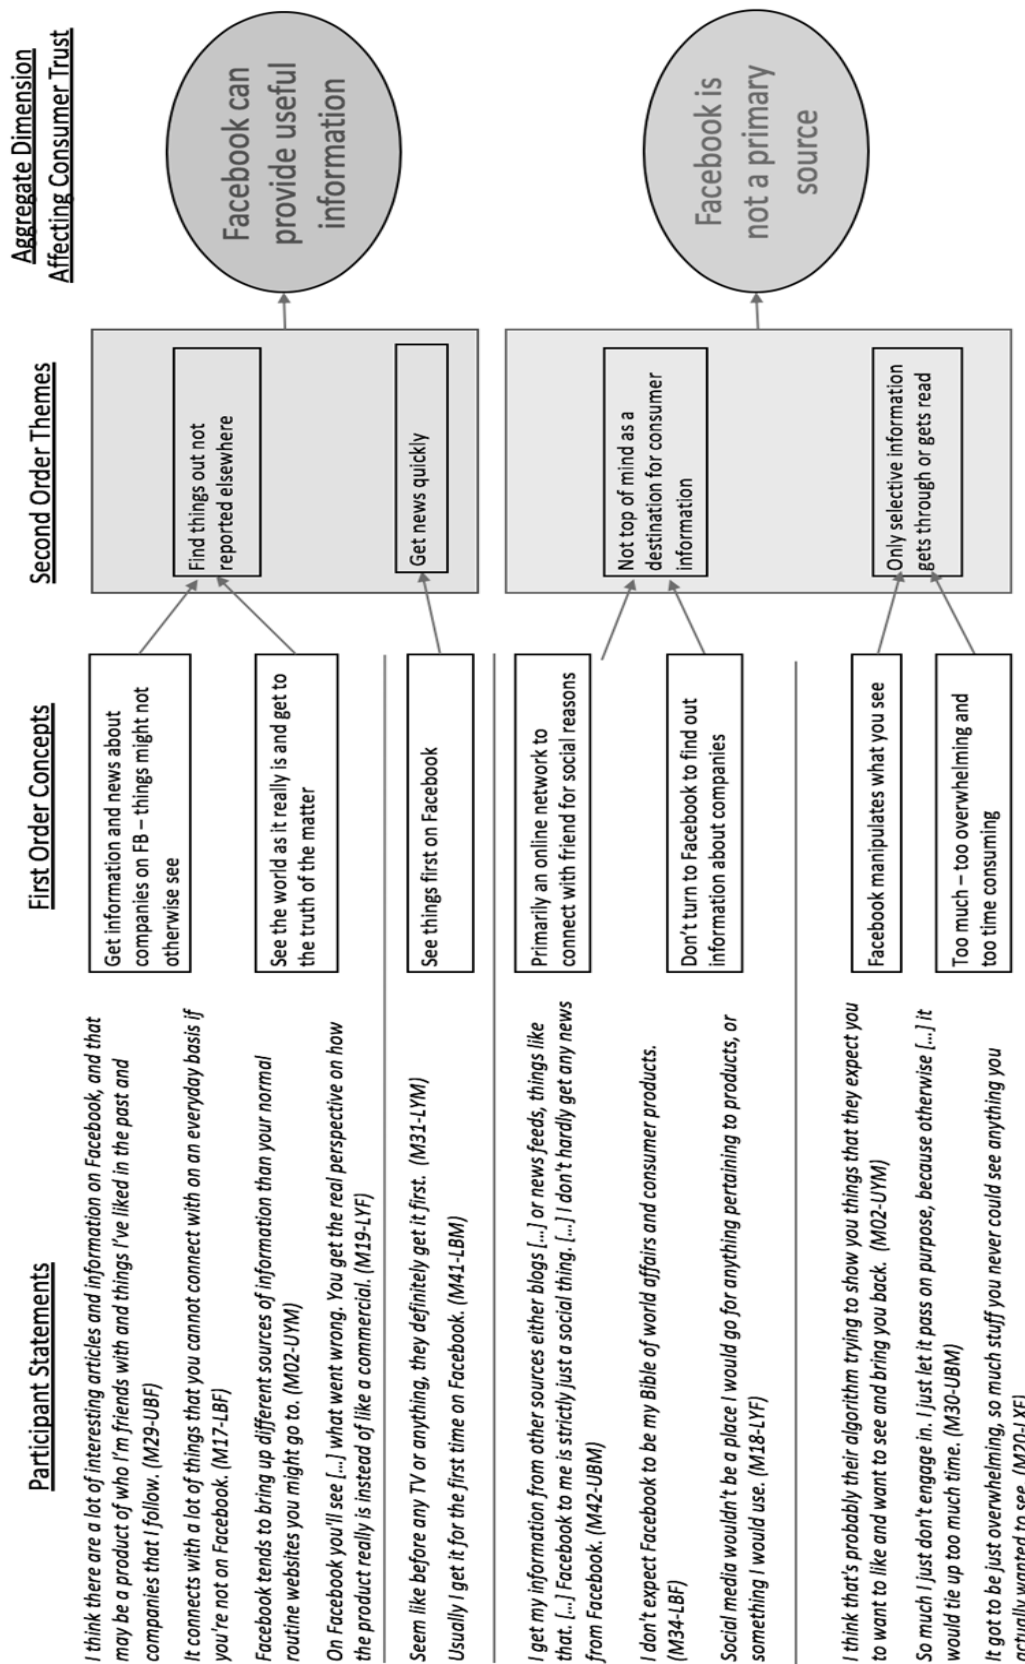 Participant Statements
First Order Concepts
Second Order Themes
Aggregate Dimension
Affecting Consumer Trust
I think there are a lot of interesting articles and information on Facebook, and that
may be a product of who I'm friends with and things I've liked in the past and
companies that I follow. (M29-UBF)
It connects with a lot of things that you cannot connect with on an everyday basis if
you're not on Facebook. (M17-LBF)
Facebook tends to bring up different sources of information than your normal
routine websites you might go to. (M02-UYM)
On Facebook you'll see [...] what went wrong. You get the real perspective on how
the product really is instead of like a commercial. (M19-LYF)
Get information and news about
companies on FB – things might not
otherwise see
See the world as it really is and get to
the truth of the matter
Find things out not
reported elsewhere
Seem like before any TV or anything, they definitely get it first. (M31-LYM)
Usually I get it for the first time on Facebook. (M41-LBM)
See things first on Facebook
Get news quickly
Facebook can
provide useful
information
I get my information from other sources either blogs [...] or news feeds, things like
that. [...] Facebook to me is strictly just a social thing. [...] I don't hardly get any news
from Facebook. (M42-UBM)
I don't expect Facebook to be my Bible of world affairs and consumer products.
(M34-LBF)
Social media wouldn't be a place I would go for anything pertaining to products, or
something I would use. (M18-LYF)
Primarily an online network to
connect with friend for social reasons
Don't turn to Facebook to find out
information about companies
Not top of mind as a
destination for consumer
information
I think that's probably their algorithm trying to show you things that they expect you
to want to like and want to see and bring you back. (M02-UYM)
So much I just don't engage in. I just let it pass on purpose, because otherwise [...] it
would tie up too much time. (M30-UBM)
It got to be just overwhelming, so much stuff you never could see anything you
actually wanted to see.
Facebook manipulates what you see
Too much – too overwhelming and
too time consuming
Only selective information
gets through or gets read
Facebook is
not a primary
source